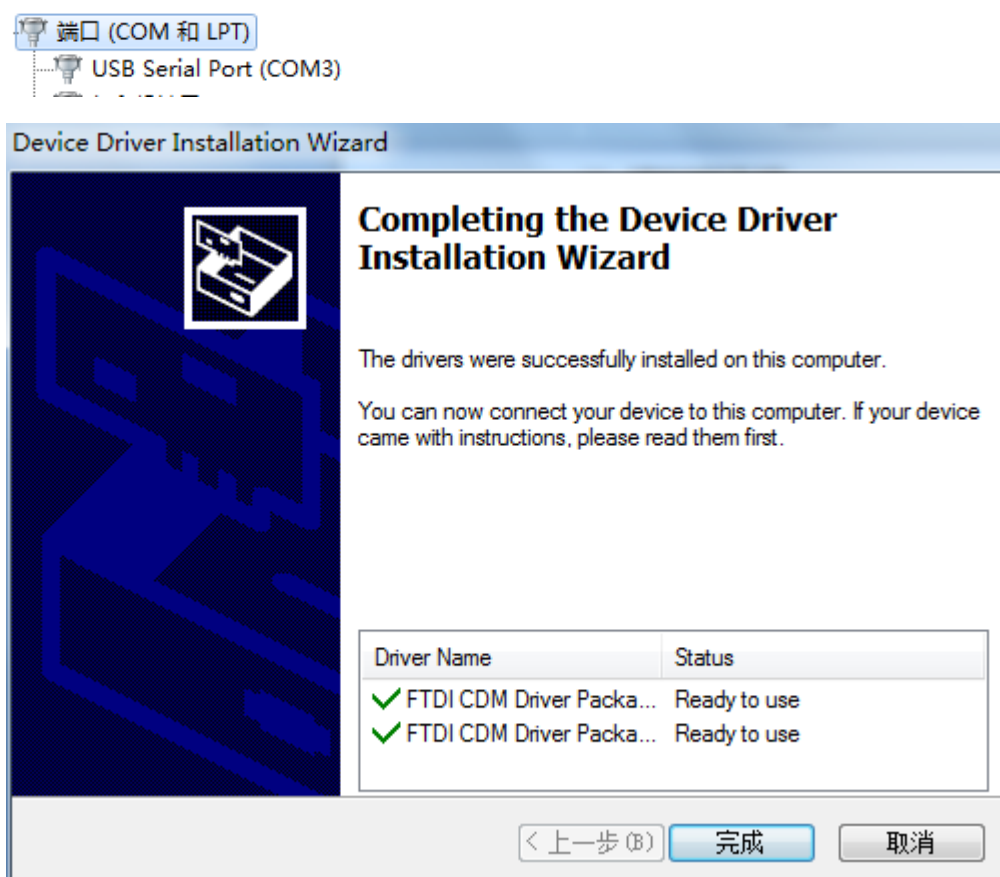 端口 (COM 和 LPT)
USB Serial Port (COM3)
Device Driver Installation Wizard
Completing the Device Driver
Installation Wizard
The drivers were successfully installed on this computer.
You can now connect your device to this computer. If your device
came with instructions, please read them first.
Driver Name Status
FTDI CDM Driver Packa... Ready to use
FTDI CDM Driver Packa... Ready to use
< 上一步(B) 完成 取消